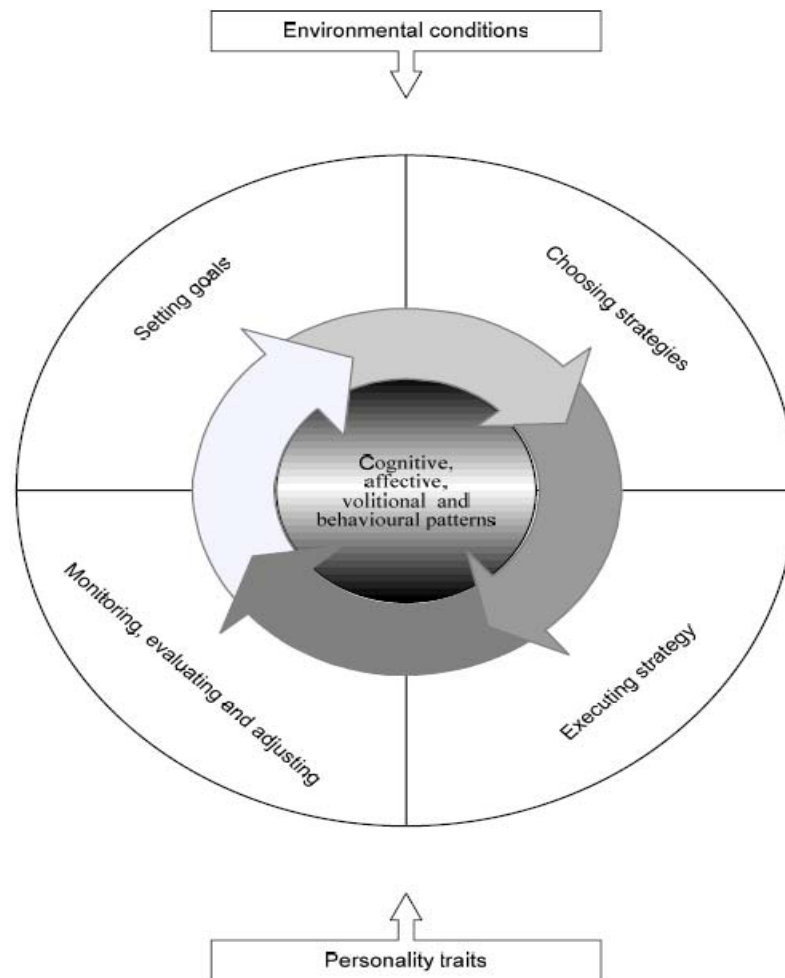 Environmental conditions
Setting goals
Choosing strategies
Cognitive,
affective,
volitional and
behavioural patterns
Monitoring, evaluating and adjusting
Executing strategy
Personality traits